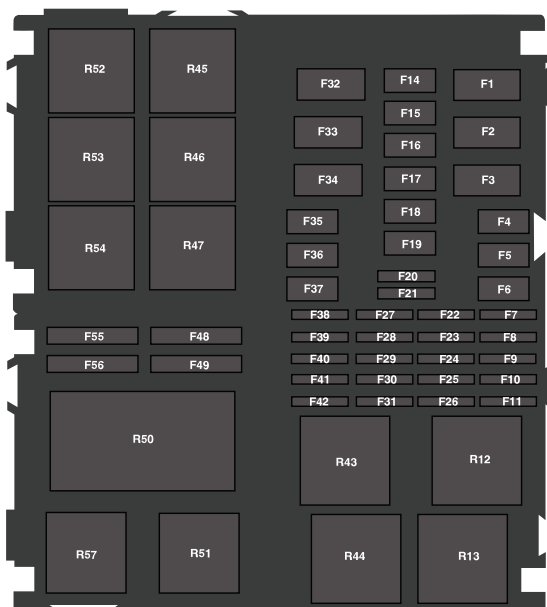 R52 R45
F32 F14 F1
F15
F33 F2
F16
R53 R46
F34 F17 F3
F18
F35 F4
F19
R54 R47
F36 F5
F20
F37 F21 F6
F38 F27 F22 F7
F55 F48
F39 F28 F23 F8
F56 F49
F40 F29 F24 F9
F41 F30 F25 F10
F42 F31 F26 F11
R50
R43 R12
R57 R51
R44 R13